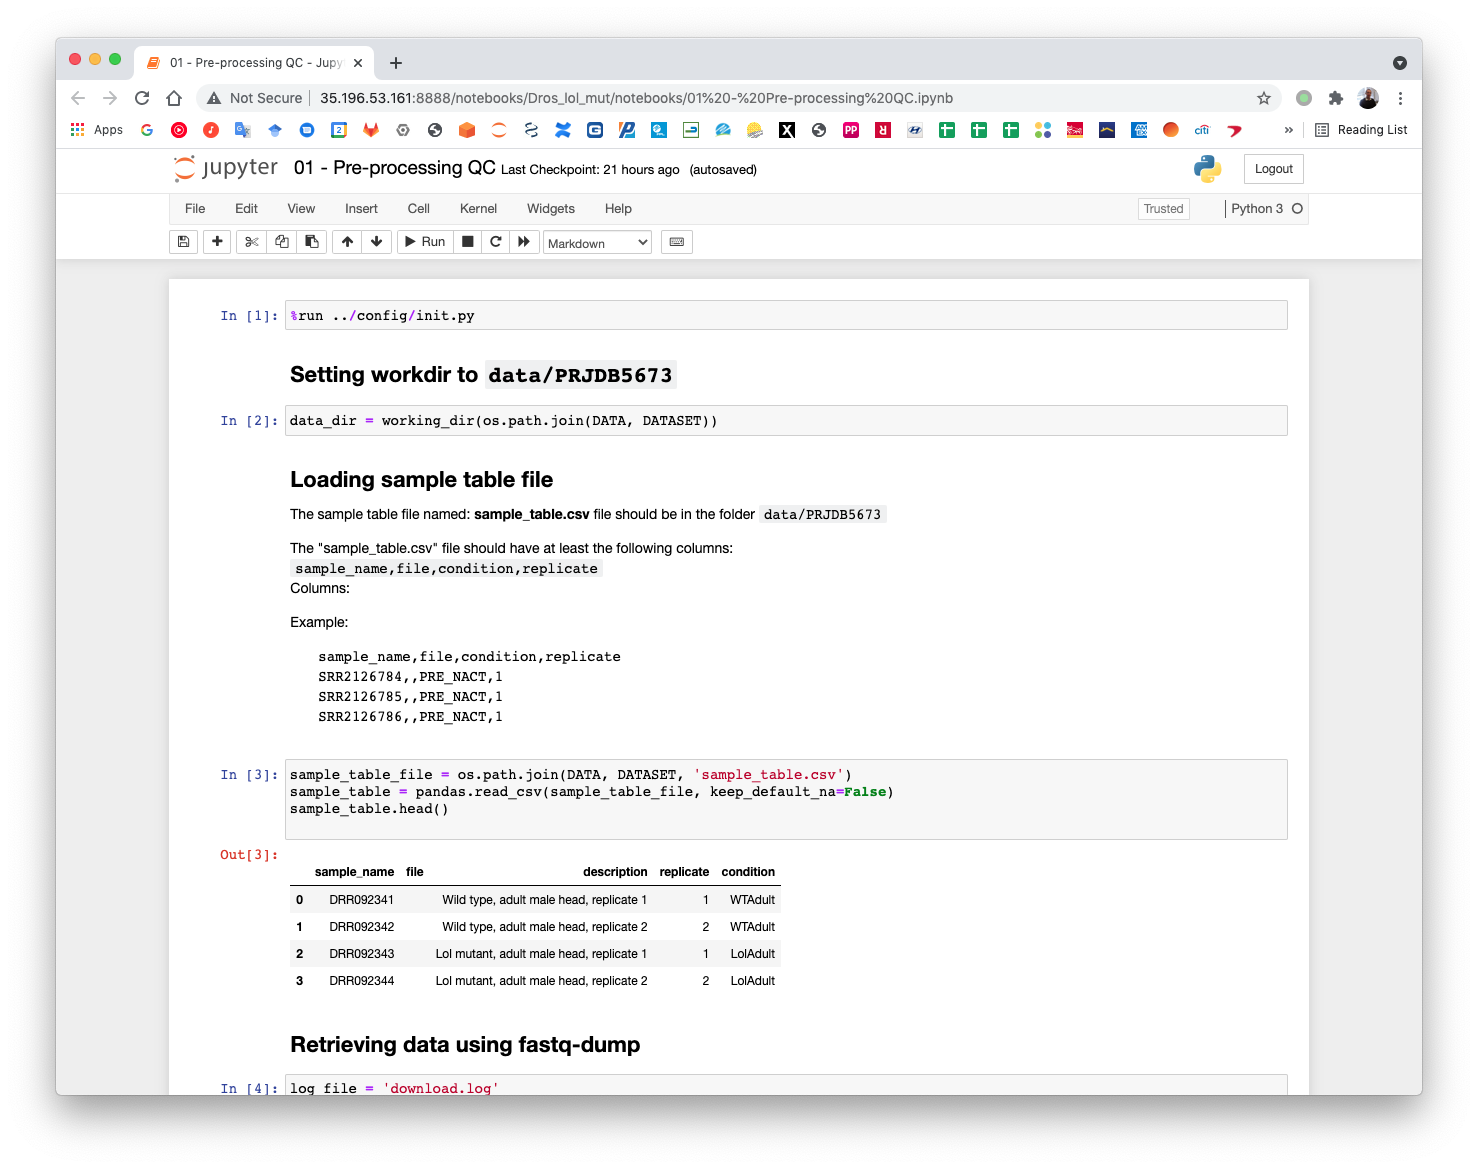 01 - Pre-processing QC - Jupy
Not Secure | 35.196.53.161:8888/notebooks/Dros_lol_mut/notebooks/01%20-%20Pre-processing%20QC.ipynb
Apps
PP
citi
»
Reading List
jupyter 01 - Pre-processing QC Last Checkpoint: 21 hours ago (autosaved)
Logout
File Edit View Insert Cell Kernel Widgets Help
Trusted
Python 3
Run
Markdown
In [1]: %run ../config/init.py
Setting workdir to data/PRJDB5673
In [2]: data_dir = working_dir(os.path.join(DATA, DATASET))
Loading sample table file
The sample table file named: sample_table.csv file should be in the folder data/PRJDB5673
The "sample_table.csv" file should have at least the following columns:
sample_name,file,condition,replicate
Columns:
Example:
sample_name,file,condition,replicate
SRR2126784,,PRE_NACT,1
SRR2126785,,PRE_NACT,1
SRR2126786,,PRE_NACT,1
In [3]: sample_table_file = os.path.join(DATA, DATASET, 'sample_table.csv')
sample_table = pandas.read_csv(sample_table_file, keep_default_na=False)
sample_table.head()
Out[3]:
sample_name file description replicate condition
0 DRR092341 Wild type, adult male head, replicate 1 1 WTAdult
1 DRR092342 Wild type, adult male head, replicate 2 2 WTAdult
2 DRR092343 Lol mutant, adult male head, replicate 1 1 LolAdult
3 DRR092344 Lol mutant, adult male head, replicate 2 2 LolAdult
Retrieving data using fastq-dump
In [4]: log_file = 'download.log'